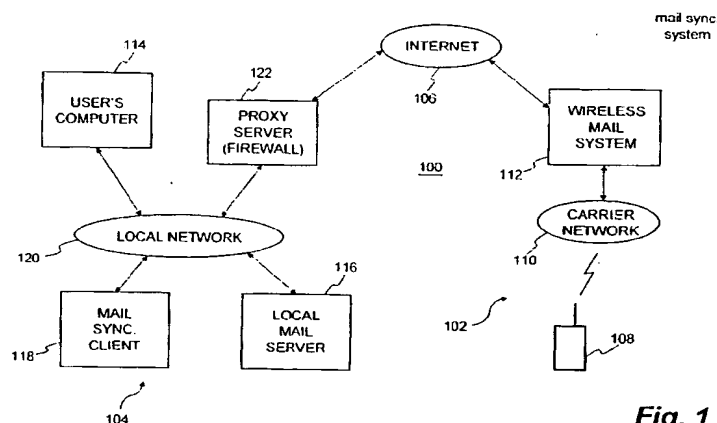 mail sync
system
114
USER'S
COMPUTER
122
PROXY
SERVER
(FIREWALL)
INTERNET
106
WIRELESS
MAIL
SYSTEM
112
100
CARRIER
NETWORK
110
LOCAL NETWORK
120
MAIL
SYNC.
CLIENT
118
116
LOCAL
MAIL
SERVER
102
108
104
Fig. 1